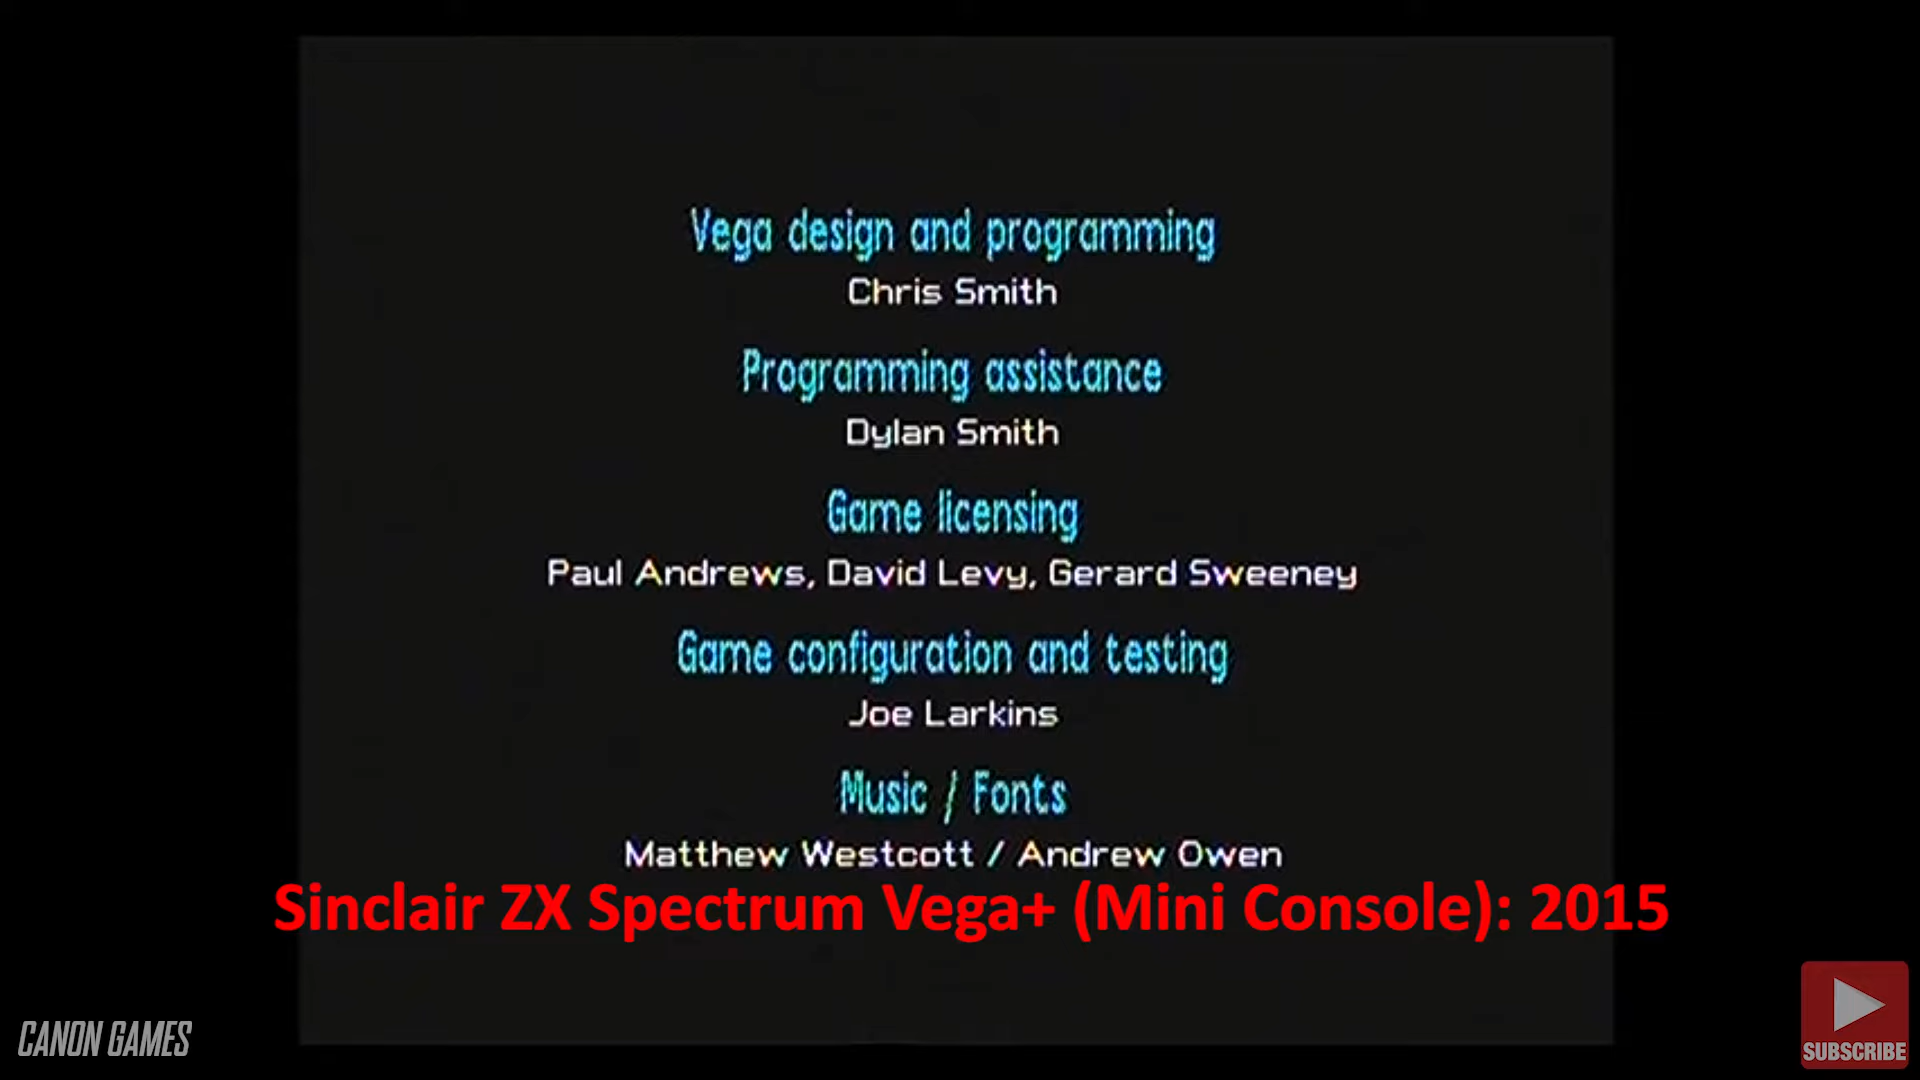 Vega design and programming
Chris Smith
Programming assistance
Dylan Smith
Game licensing
Paul Andrews, David Levy, Gerard Sweeney
Game configuration and testing
Joe Larkins
Music / Fonts
Matthew Westcott / Andrew Owen
Sinclair ZX Spectrum Vega+ (Mini Console): 2015
CANON GAMES
SUBSCRIBE